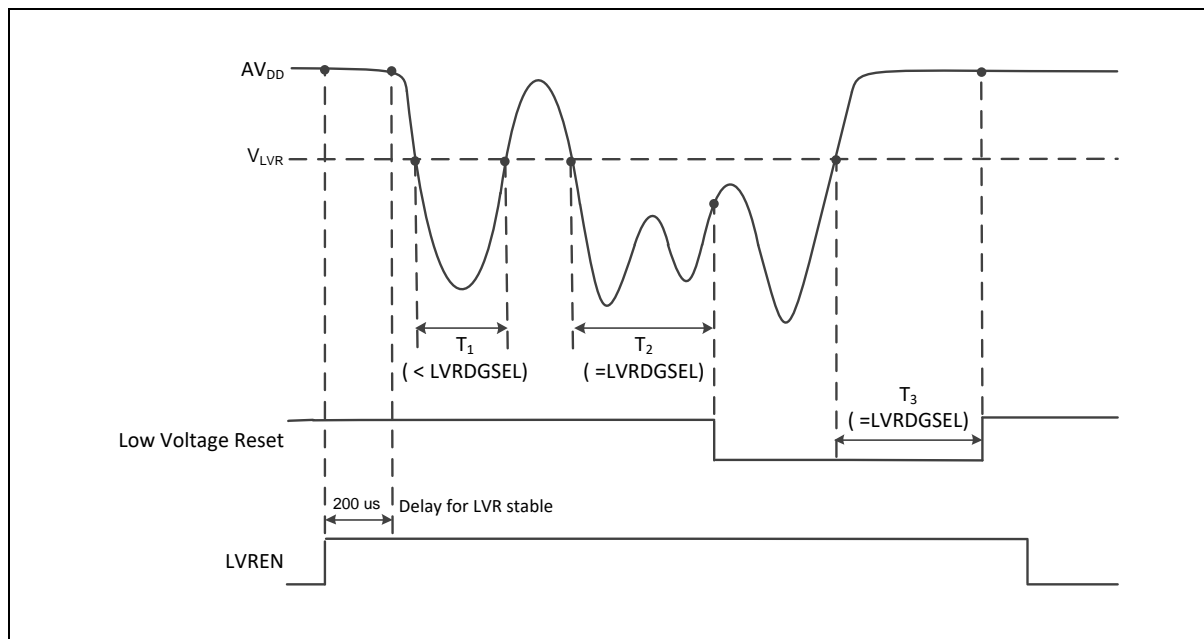 AVDD
VLVR
T1
( < LVRDGSEL)
T2
( =LVRDGSEL)
T3
( =LVRDGSEL)
Low Voltage Reset
200 us
Delay for LVR stable
LVREN